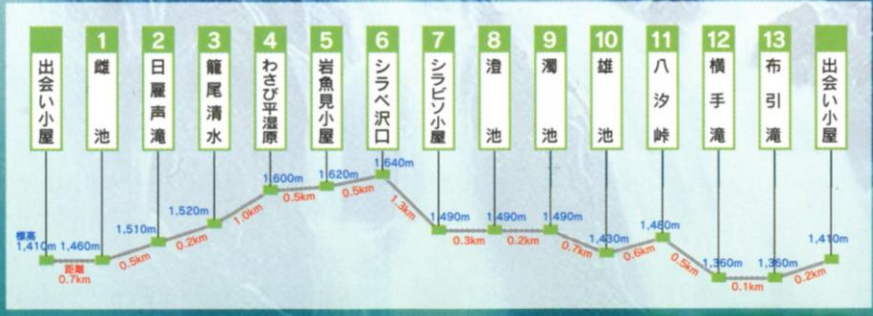 出会い小屋
1 雌池
2 日雇声滝
3 籠尾清水
4 わさび平湿原
5 岩魚見小屋
6 シラベ沢口
7 シラビソ小屋
8 澄池
9 濁池
10 雄池
11 八汐峠
12 横手滝
13 布引滝
出会い小屋
標高
1,410m
1,460m
1,510m
1,520m
1,600m
1,620m
1,640m
1,490m
1,490m
1,490m
1,430m
1,480m
1,360m
1,360m
1,410m
距離
0.7km
0.5km
0.2km
1.0km
0.5km
0.5km
1.3km
0.3km
0.2km
0.7km
0.6km
0.5km
0.1km
0.2km